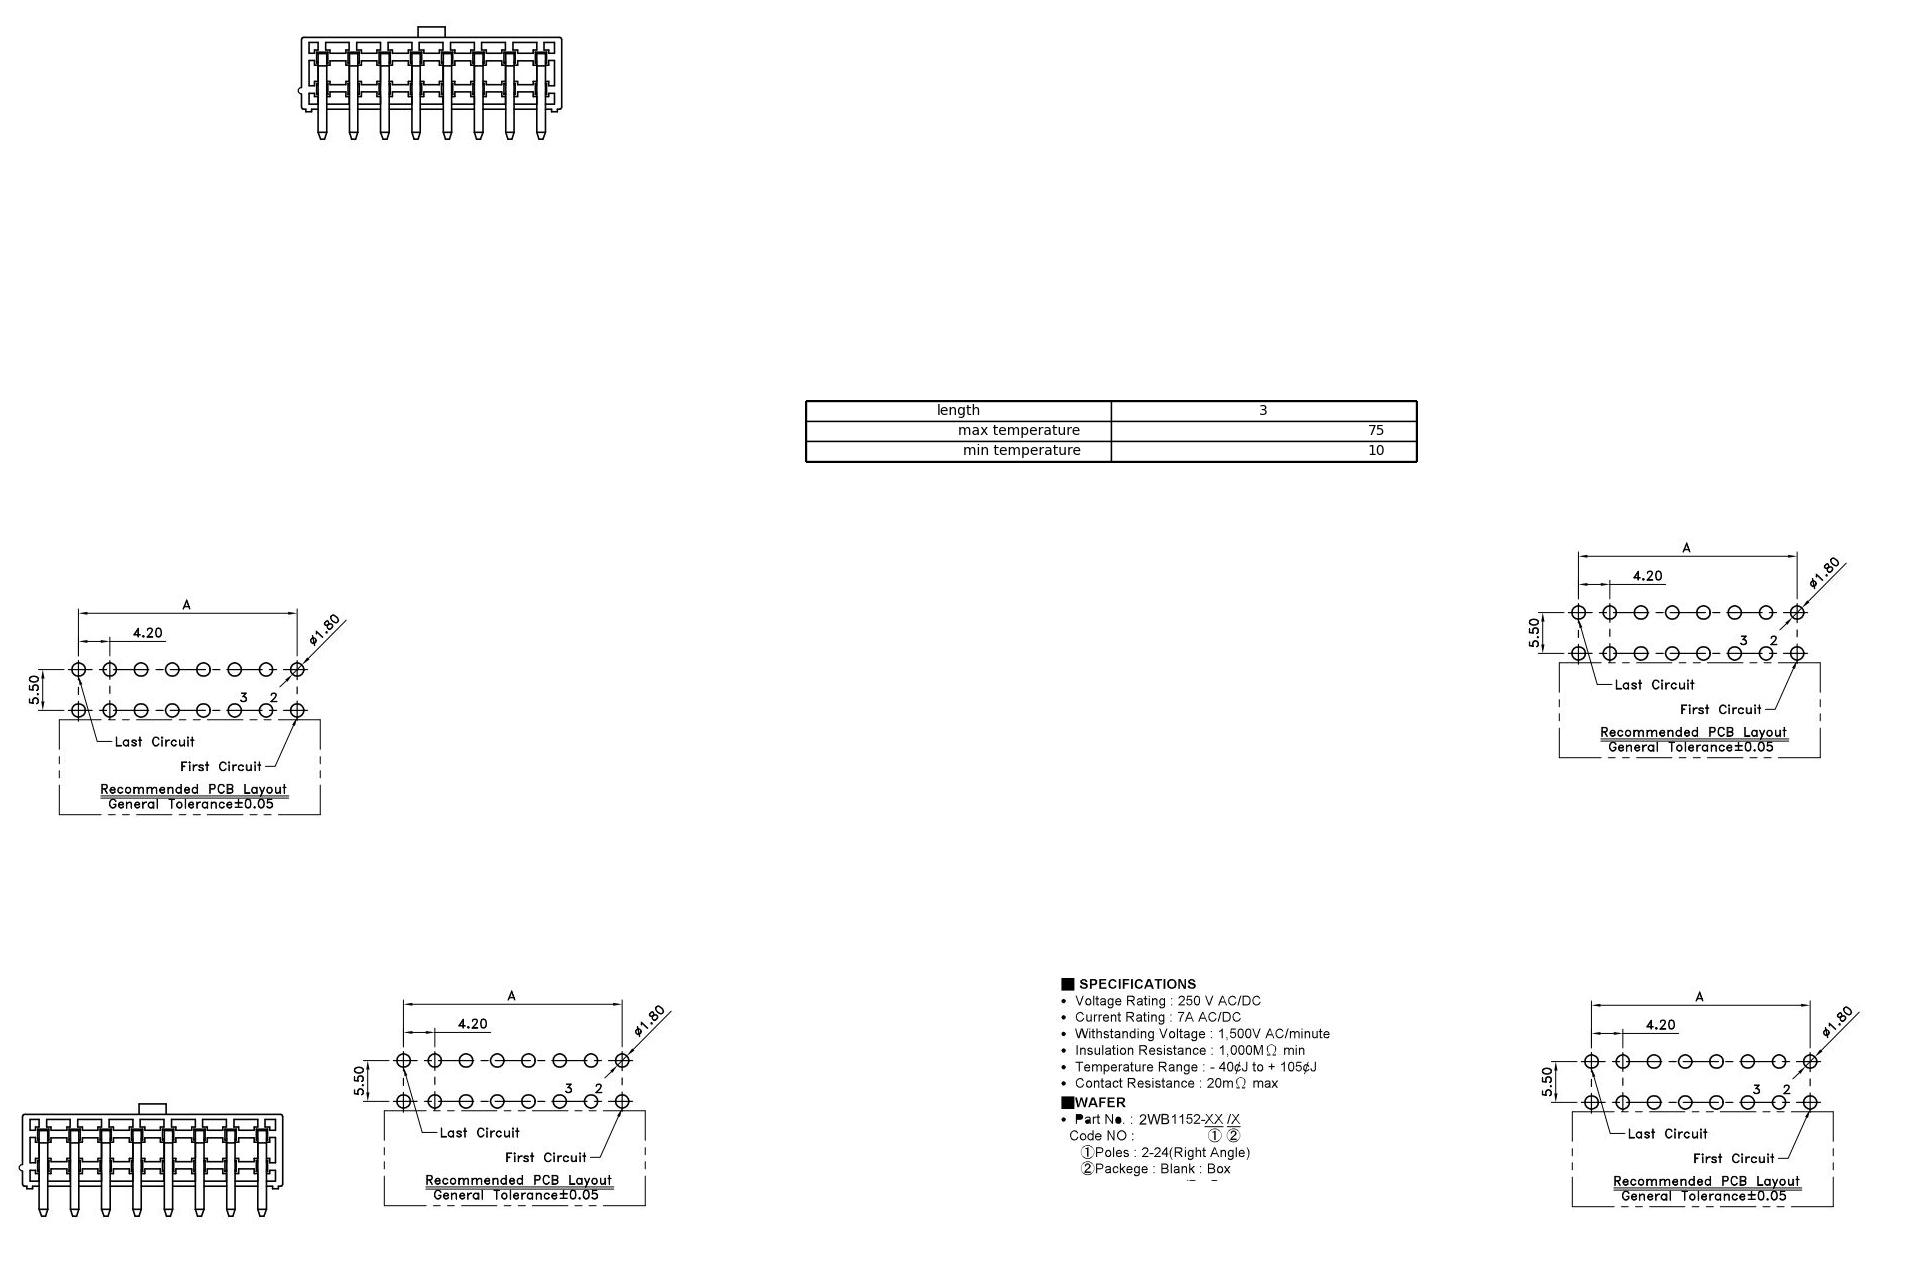 length 3
max temperature 75
min temperature 10
A
4.20
ø1.80
5.50
3 2
Last Circuit
First Circuit
Recommended PCB Layout
General Tolerance±0.05
A
4.20
ø1.80
5.50
3 2
Last Circuit
First Circuit
Recommended PCB Layout
General Tolerance±0.05
A
4.20
ø1.80
5.50
3 2
Last Circuit
First Circuit
Recommended PCB Layout
General Tolerance±0.05
■ SPECIFICATIONS
• Voltage Rating : 250 V AC/DC
• Current Rating : 7A AC/DC
• Withstanding Voltage : 1,500V AC/minute
• Insulation Resistance : 1,000MΩ min
• Temperature Range : - 40¢J to + 105¢J
• Contact Resistance : 20mΩ max
■WAFER
• Part No. : 2WB1152-XX /X
Code NO : ① ②
①Poles : 2-24(Right Angle)
②Packege : Blank : Box
A
4.20
ø1.80
5.50
3 2
Last Circuit
First Circuit
Recommended PCB Layout
General Tolerance±0.05